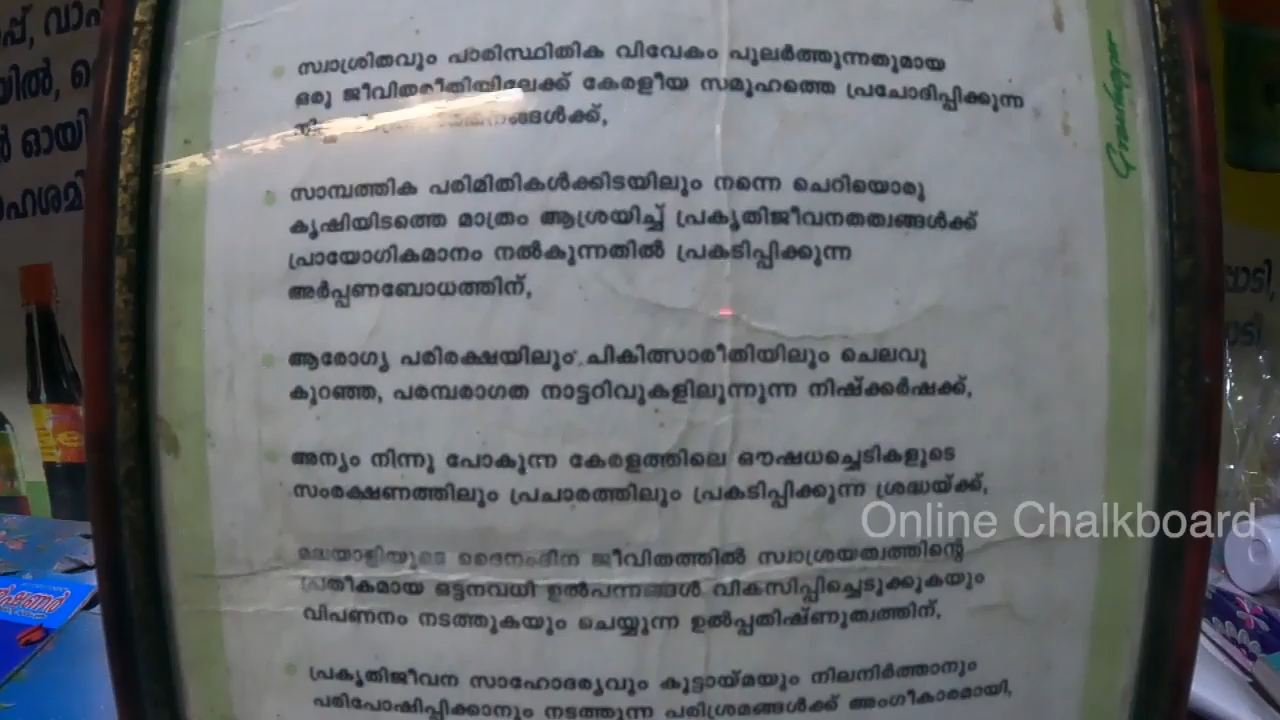 സ്വാശ്രിതവും പാരിസ്ഥിതിക വിവേകം പുലർത്തുന്നതുമായ
ഒരു ജീവിതരീതിയിലേക്ക് കേരളീയ സമൂഹത്തെ പ്രചോദിപ്പിക്കുന്ന
സാമ്പത്തിക പരിമിതികൾക്കിടയിലും നന്നെ ചെറിയൊരു
കൃഷിയിടത്തെ മാത്രം ആശ്രയിച്ച് പ്രകൃതിജീവനതത്വങ്ങൾക്ക്
പ്രായോഗികമാനം നൽകുന്നതിൽ പ്രകടിപ്പിക്കുന്ന
അർപ്പണബോധത്തിന്,
ആരോഗ്യ പരിരക്ഷയിലും ചികിത്സാരീതിയിലും ചെലവു
കുറഞ്ഞ, പരമ്പരാഗത നാട്ടറിവുകളിലൂന്നുന്ന നിഷ്ക്കർഷക്ക്,
അന്യം നിന്നു പോകുന്ന കേരളത്തിലെ ഔഷധച്ചെടികളുടെ
സംരക്ഷണത്തിലും പ്രചാരത്തിലും പ്രകടിപ്പിക്കുന്ന ശ്രദ്ധയ്ക്ക്,
മലയാളിയുടെ ദൈനംദിന ജീവിതത്തിൽ സ്വാശ്രയത്വത്തിന്റെ
പ്രതീകമായ ഒട്ടനവധി ഉൽപന്നങ്ങൾ വികസിപ്പിച്ചെടുക്കുകയും
വിപണനം നടത്തുകയും ചെയ്യുന്ന ഉൽപ്പതിഷ്ണുത്വത്തിന്,
പ്രകൃതിജീവന സാഹോദര്യവും കൂട്ടായ്മയും നിലനിർത്താനും
പരിപോഷിപ്പിക്കാനും നടത്തുന്ന പരിശ്രമങ്ങൾക്ക് അംഗീകാരമായി,
Online Chalkboard